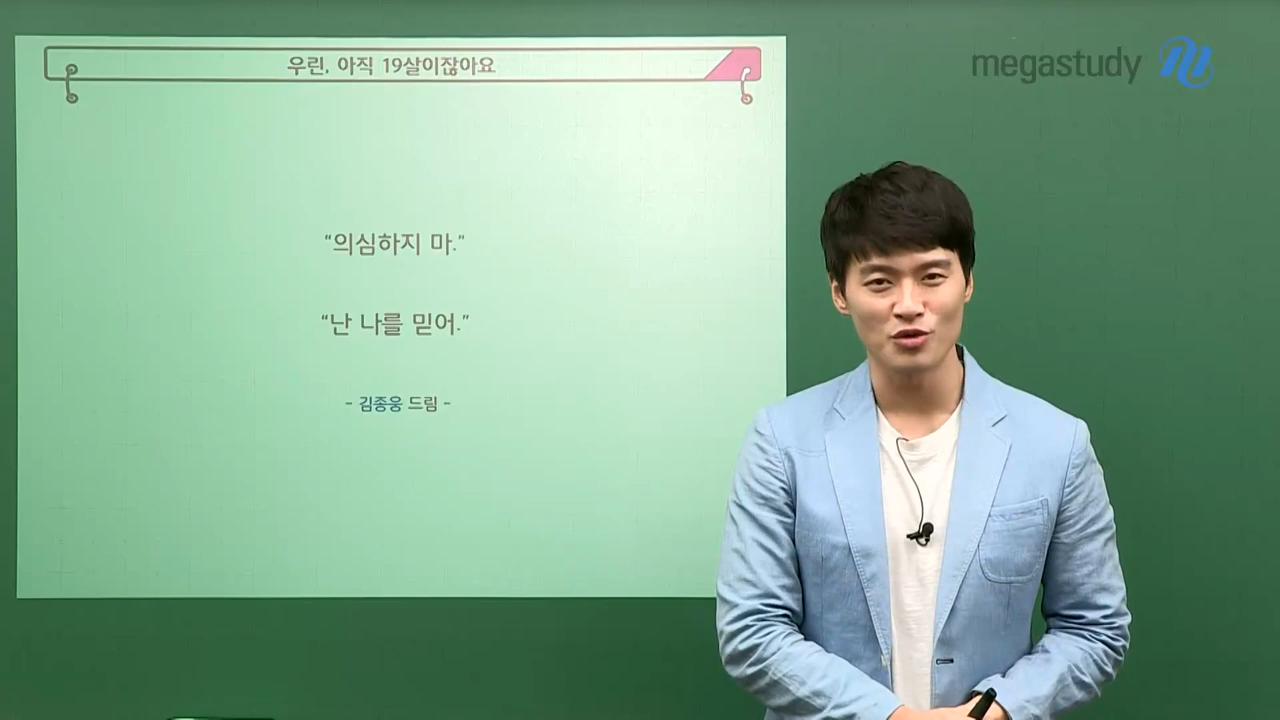 우린, 아직 19살이잖아요
megastudy
“의심하지 마.”
“난 나를 믿어.”
- 김종웅 드림 -